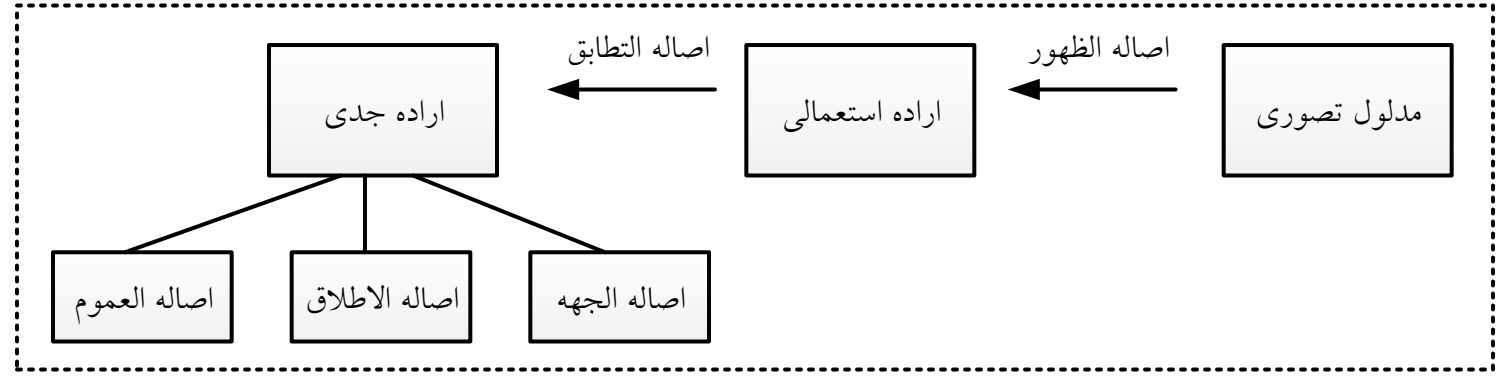 اصاله الظهور
اصاله التطابق
مدلول تصوری
اراده استعمالی
اراده جدی
اصاله الجهه
اصاله الاطلاق
اصاله العموم